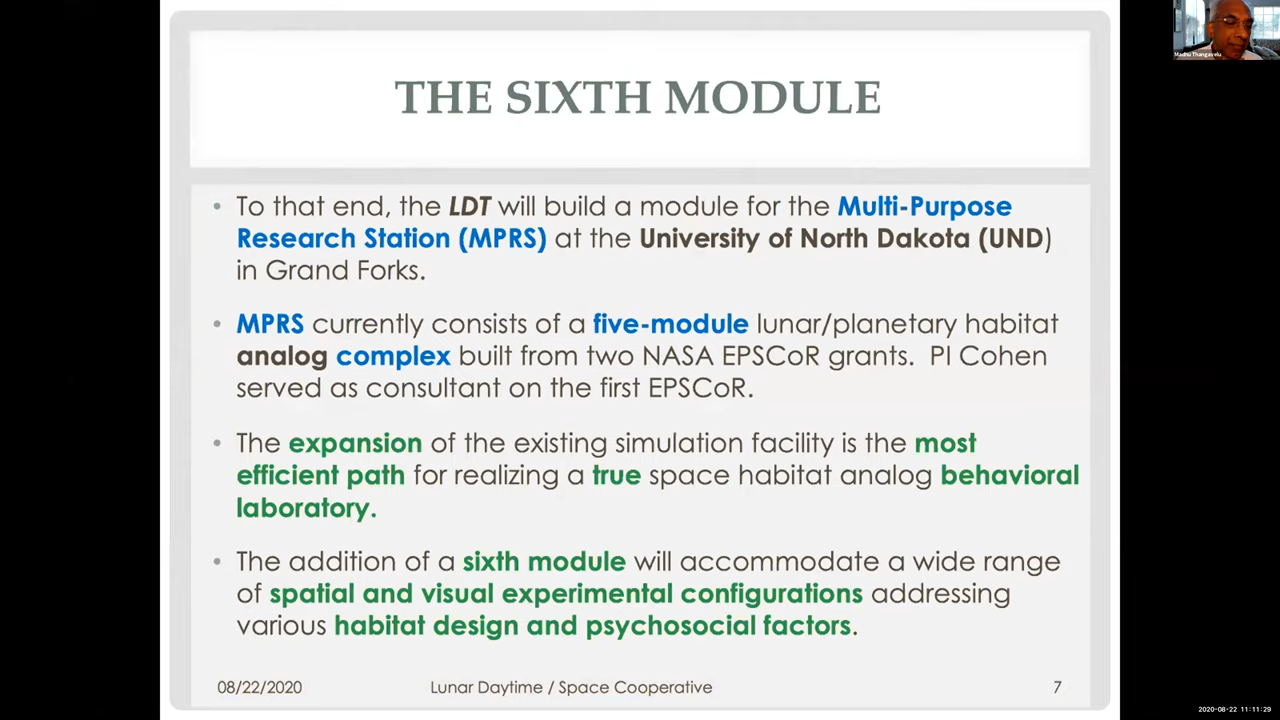 Madhu Thangavelu
THE SIXTH MODULE
• To that end, the LDT will build a module for the Multi-Purpose
Research Station (MPRS) at the University of North Dakota (UND)
in Grand Forks.
• MPRS currently consists of a five-module lunar/planetary habitat
analog complex built from two NASA EPSCoR grants.  PI Cohen
served as consultant on the first EPSCoR.
• The expansion of the existing simulation facility is the most
efficient path for realizing a true space habitat analog behavioral
laboratory.
• The addition of a sixth module will accommodate a wide range
of spatial and visual experimental configurations addressing
various habitat design and psychosocial factors.
08/22/2020 Lunar Daytime / Space Cooperative 7
2020-08-22 11:11:29